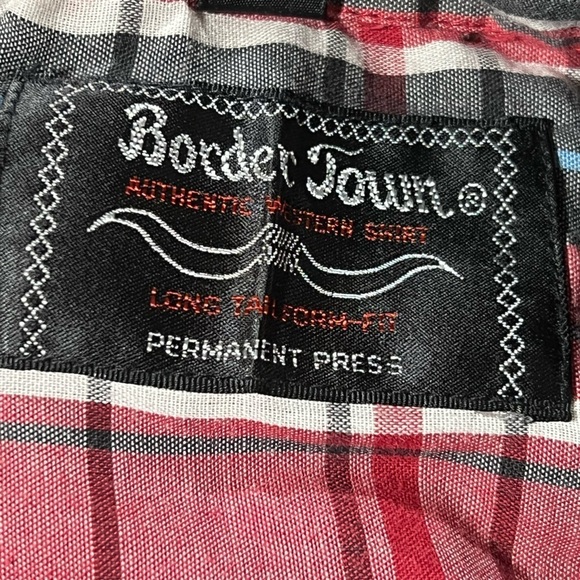 Border Town®
AUTHENTIC WESTERN SHIRT
LONG TAIL FORM-FIT
PERMANENT PRESS